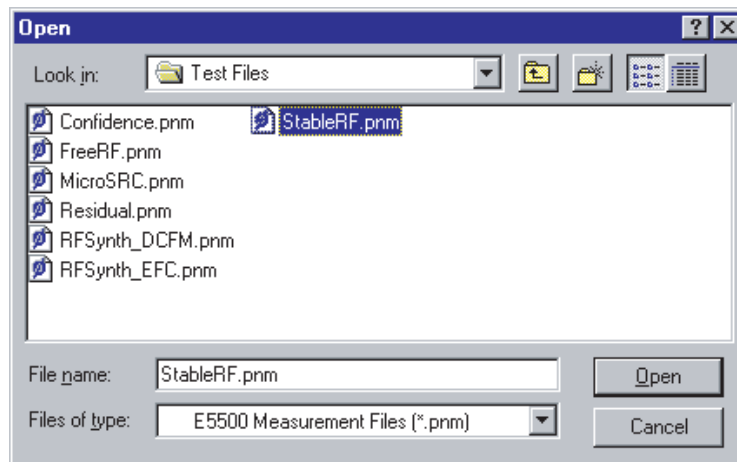 Open
Look in: Test Files
Confidence.pnm
FreeRF.pnm
MicroSRC.pnm
Residual.pnm
RFSynth_DCFM.pnm
RFSynth_EFC.pnm
StableRF.pnm
File name: StableRF.pnm Open
Files of type: E5500 Measurement Files (*.pnm) Cancel